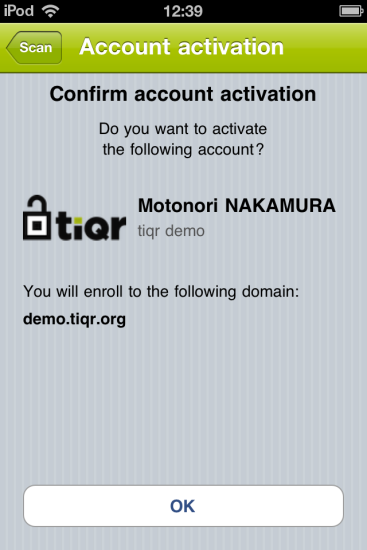 iPod 12:39
Scan Account activation
Confirm account activation
Do you want to activate
the following account?
tiqr
Motonori NAKAMURA
tiqr demo
You will enroll to the following domain:
demo.tiqr.org
OK